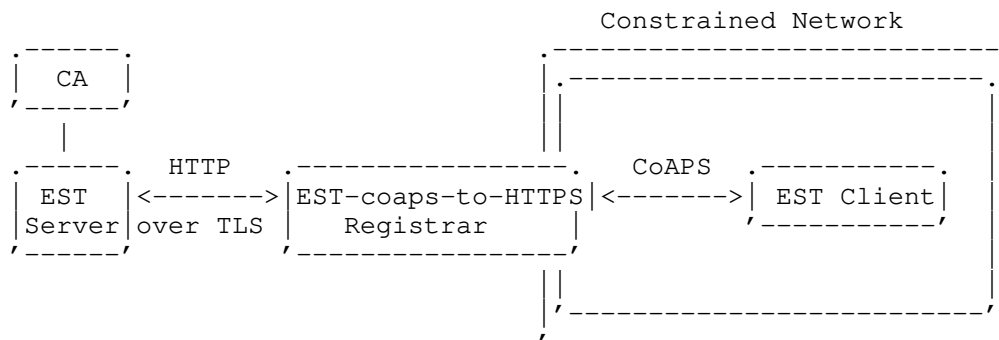 Constrained Network
CA
HTTP CoAPS
EST EST-coaps-to-HTTPS EST Client
Server over TLS Registrar